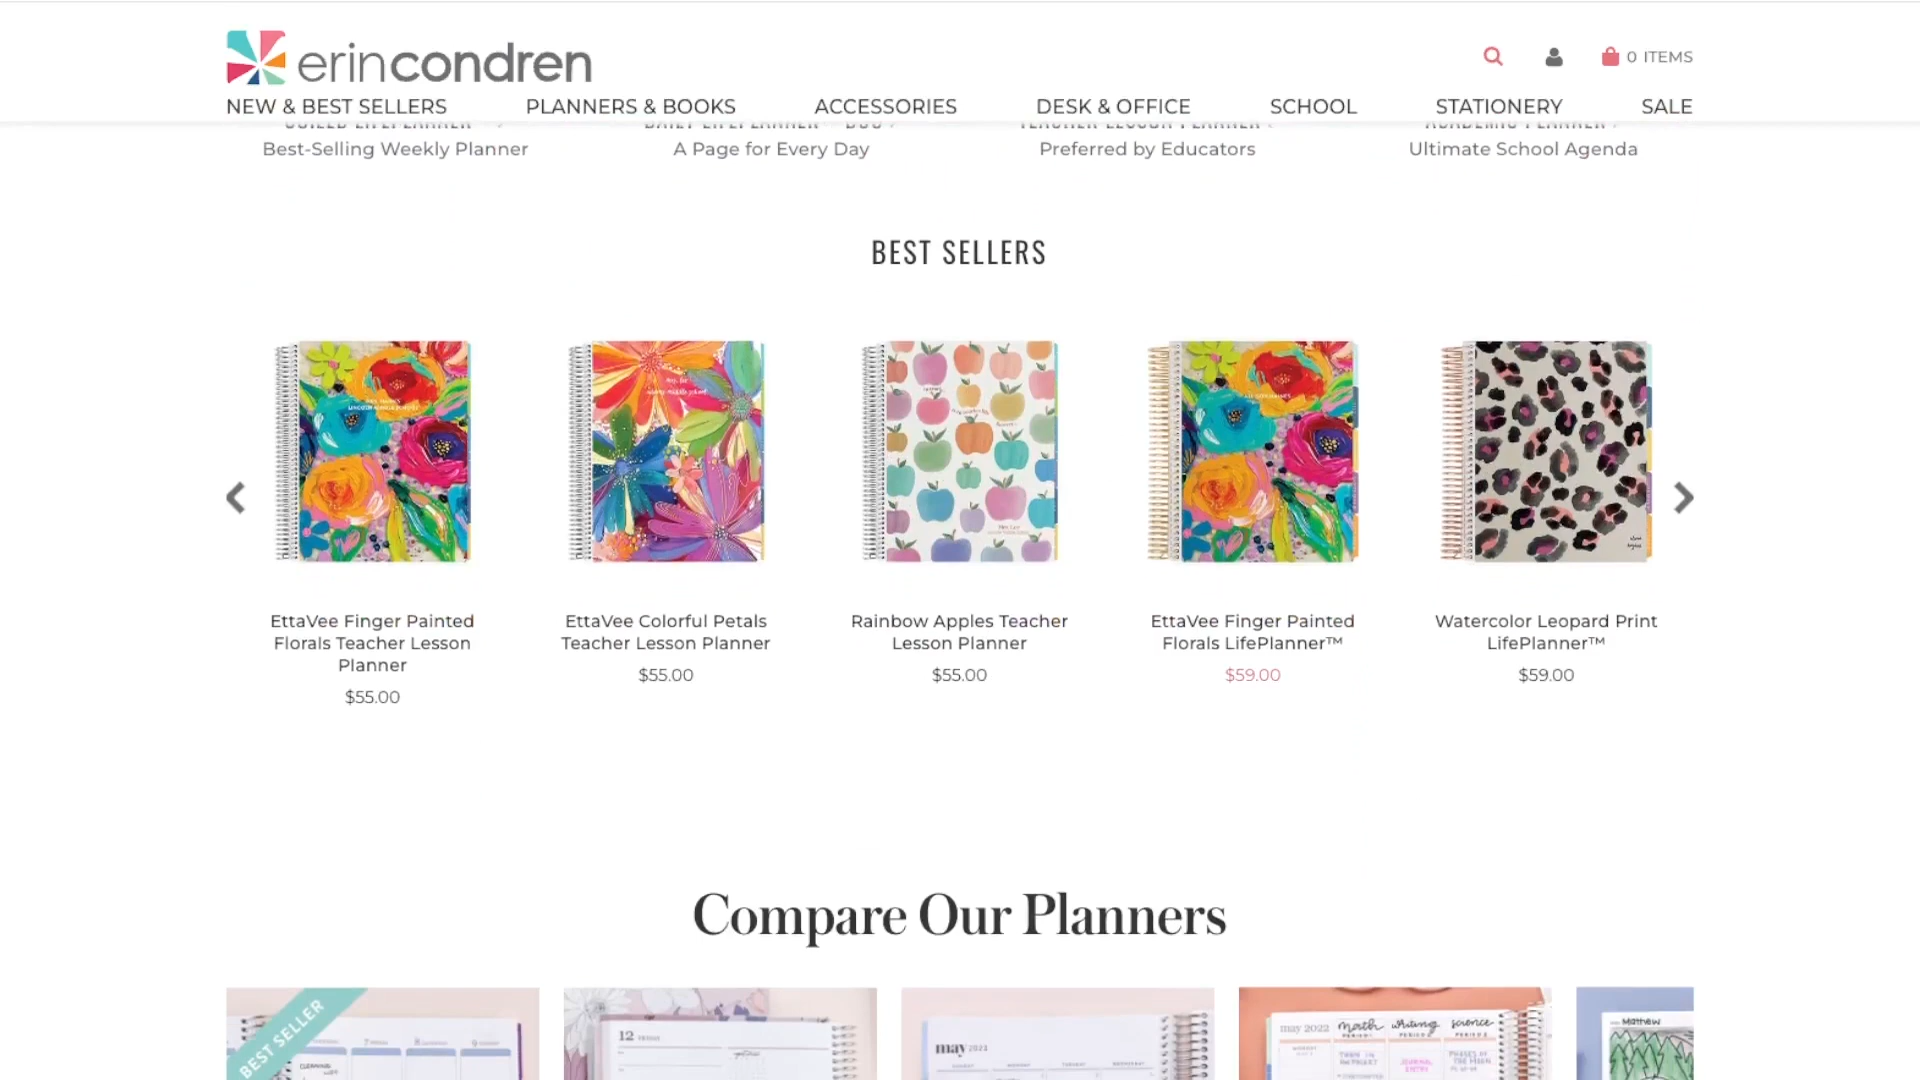 erincondren
0 ITEMS
NEW & BEST SELLERS
PLANNERS & BOOKS
ACCESSORIES
DESK & OFFICE
SCHOOL
STATIONERY
SALE
Best-Selling Weekly Planner
A Page for Every Day
Preferred by Educators
Ultimate School Agenda
BEST SELLERS
EttaVee Finger Painted
Florals Teacher Lesson
Planner
$55.00
EttaVee Colorful Petals
Teacher Lesson Planner
$55.00
Rainbow Apples Teacher
Lesson Planner
$55.00
EttaVee Finger Painted
Florals LifePlanner™
$59.00
Watercolor Leopard Print
LifePlanner™
$59.00
Compare Our Planners
BEST SELLER
12
may 2021
may 2022
math
writing
science
Matthew